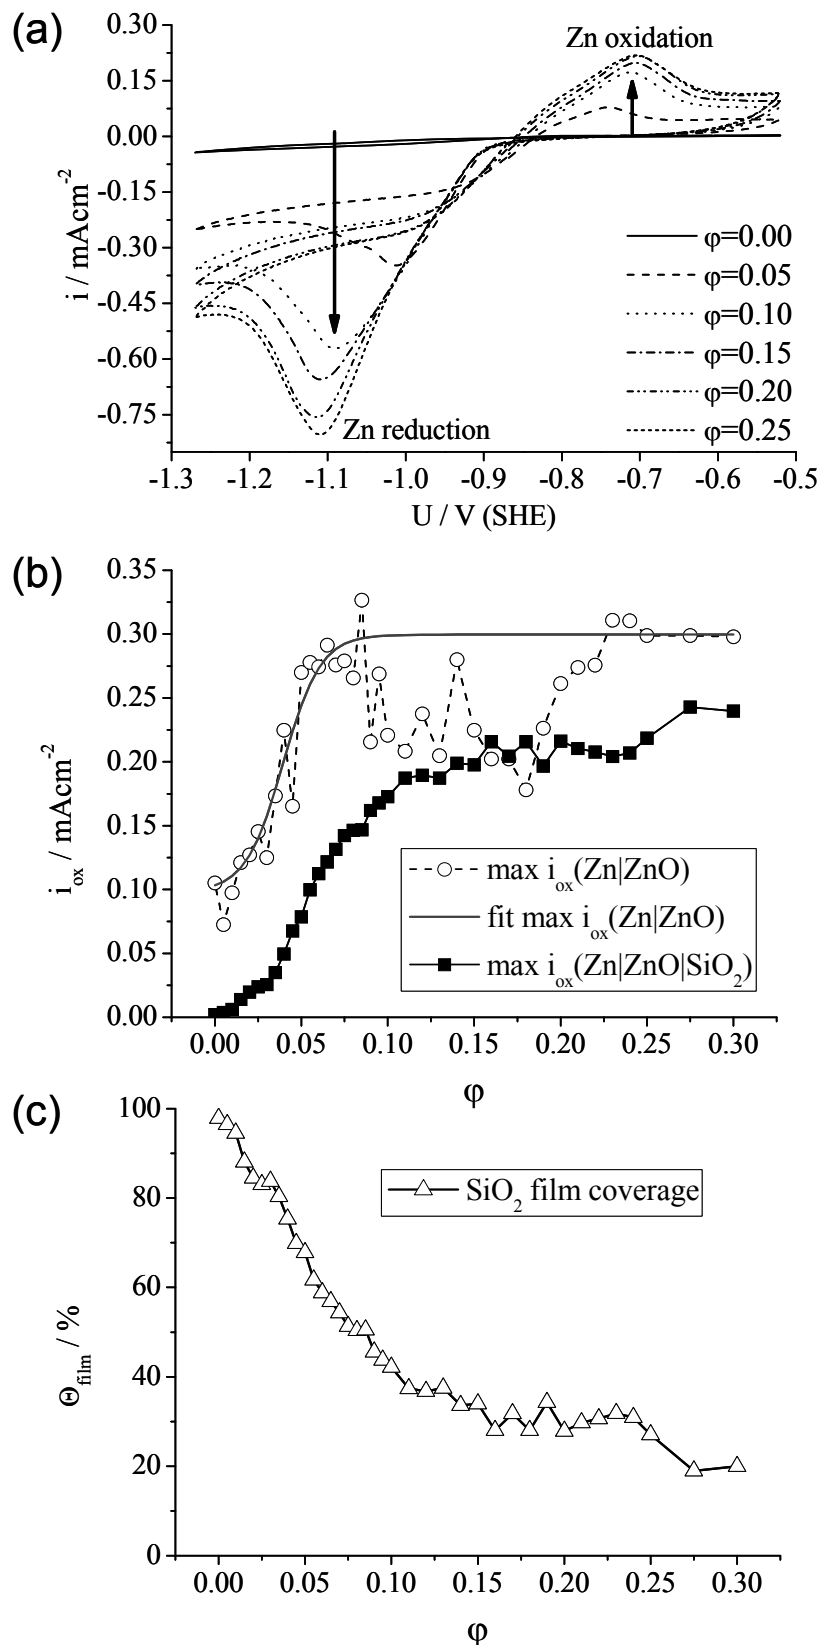 (a)
0.30
0.15
0.00
-0.15
-0.30
-0.45
-0.60
-0.75
i / mAcm-2
Zn oxidation
Zn reduction
φ=0.00
φ=0.05
φ=0.10
φ=0.15
φ=0.20
φ=0.25
-1.3 -1.2 -1.1 -1.0 -0.9 -0.8 -0.7 -0.6 -0.5
U / V (SHE)
(b)
0.35
0.30
0.25
0.20
0.15
0.10
0.05
0.00
iox / mAcm-2
max iox(Zn|ZnO)
fit max iox(Zn|ZnO)
max iox(Zn|ZnO|SiO2)
0.00 0.05 0.10 0.15 0.20 0.25 0.30
φ
(c)
100
80
60
40
20
0
Θfilm / %
SiO2 film coverage
0.00 0.05 0.10 0.15 0.20 0.25 0.30
φ